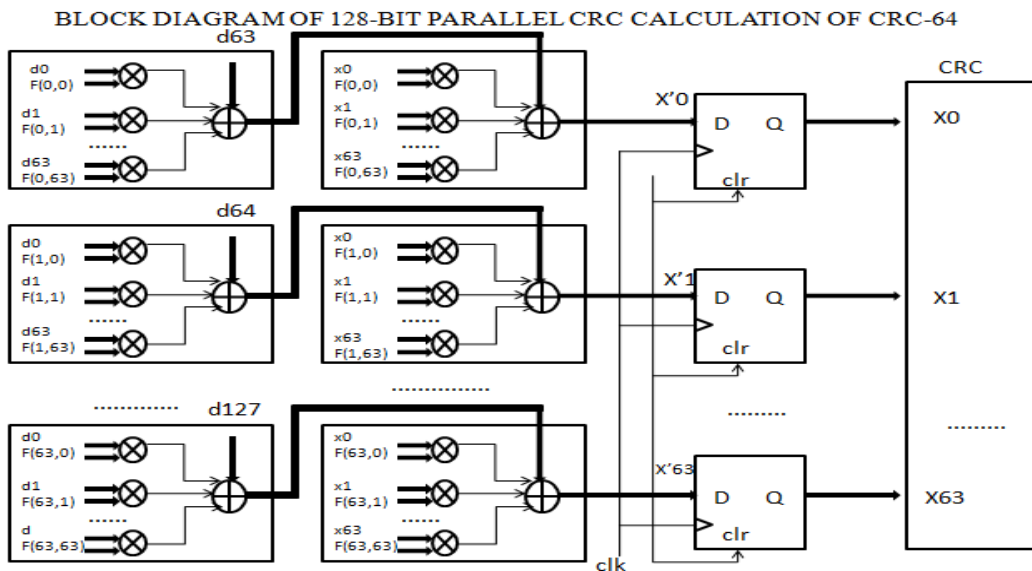 BLOCK DIAGRAM OF 128-BIT PARALLEL CRC CALCULATION OF CRC-64
d63
d0
F(0,0)
d1
F(0,1)
......
d63
F(0,63)
x0
F(0,0)
x1
F(0,1)
......
x63
F(0,63)
X'0
D Q
clr
CRC
X0
d64
d0
F(1,0)
d1
F(1,1)
......
d63
F(1,63)
x0
F(1,0)
x1
F(1,1)
......
x63
F(1,63)
X'1
D Q
clr
X1
.............
d127
..............
.........
.........
d0
F(63,0)
d1
F(63,1)
......
d
F(63,63)
x0
F(63,0)
x1
F(63,1)
......
x63
F(63,63)
X'63
D Q
clr
X63
clk